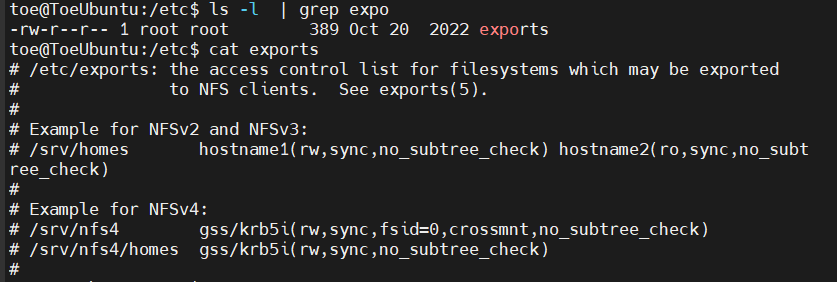 toe@ToeUbuntu:/etc$ ls -l  | grep expo
-rw-r--r-- 1 root root        389 Oct 20  2022 exports
toe@ToeUbuntu:/etc$ cat exports
# /etc/exports: the access control list for filesystems which may be exported
#               to NFS clients.  See exports(5).
#
# Example for NFSv2 and NFSv3:
# /srv/homes       hostname1(rw,sync,no_subtree_check) hostname2(ro,sync,no_subt
ree_check)
#
# Example for NFSv4:
# /srv/nfs4        gss/krb5i(rw,sync,fsid=0,crossmnt,no_subtree_check)
# /srv/nfs4/homes  gss/krb5i(rw,sync,no_subtree_check)
#